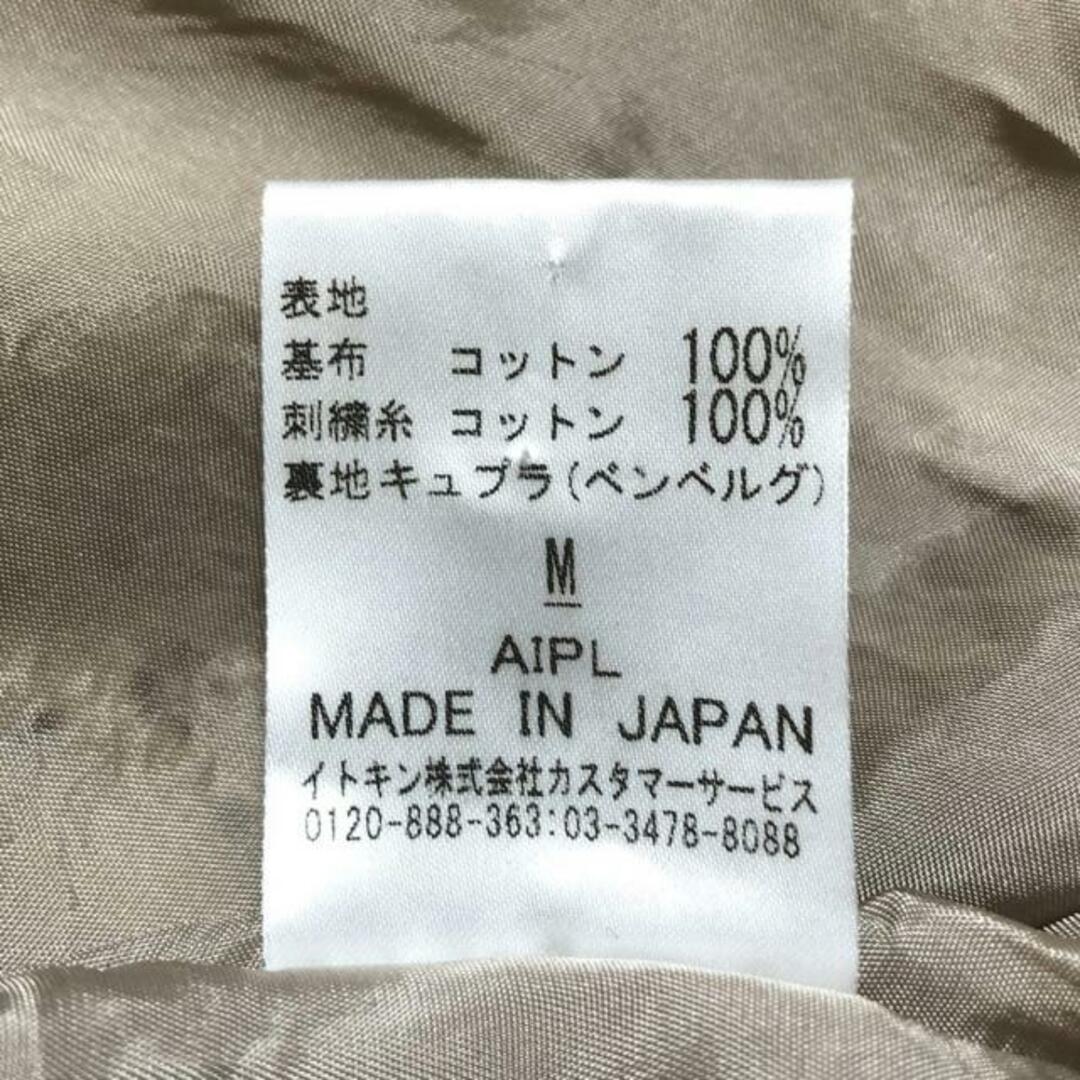 表地
基布 コットン 100%
刺繍糸 コットン 100%
裏地キュプラ(ベンベルグ)
M
AIPL
MADE IN JAPAN
イトキン株式会社カスタマーサービス
0120-888-363:03-3478-8088